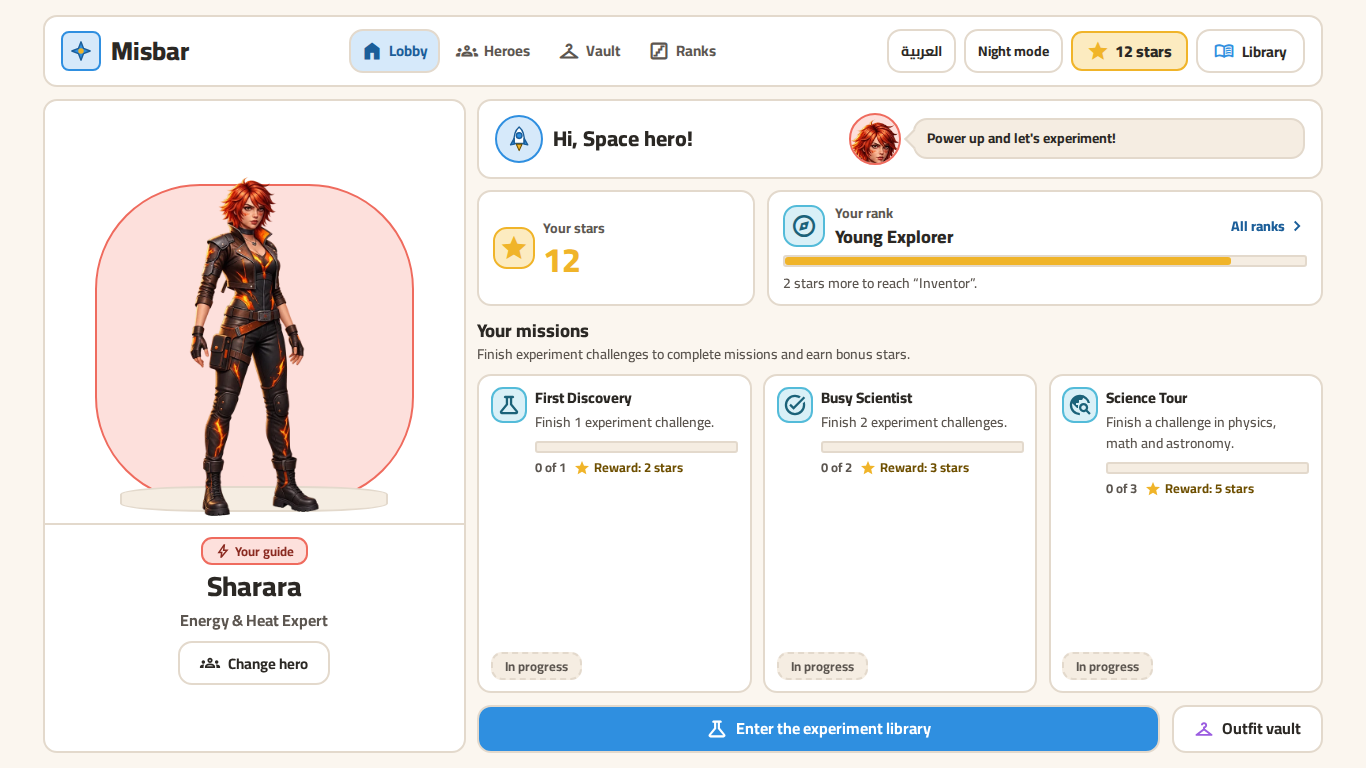 Misbar
Lobby
Heroes
Vault
Ranks
العربية
Night mode
12 stars
Library
Hi, Space hero!
Power up and let's experiment!
Your stars
12
Your rank
Young Explorer
All ranks
2 stars more to reach “Inventor”.
Your missions
Finish experiment challenges to complete missions and earn bonus stars.
First Discovery
Finish 1 experiment challenge.
0 of 1
Reward: 2 stars
In progress
Busy Scientist
Finish 2 experiment challenges.
0 of 2
Reward: 3 stars
In progress
Science Tour
Finish a challenge in physics,
math and astronomy.
0 of 3
Reward: 5 stars
In progress
Your guide
Sharara
Energy & Heat Expert
Change hero
Enter the experiment library
Outfit vault